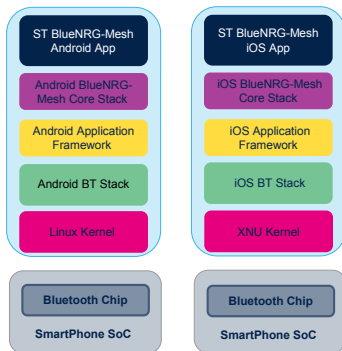 ST BlueNRG-Mesh
Android App
Android BlueNRG-
Mesh Core Stack
Android Application
Framework
Android BT Stack
Linux Kernel
Bluetooth Chip
SmartPhone SoC
ST BlueNRG-Mesh
iOS App
iOS BlueNRG-Mesh
Core Stack
iOS Application
Framework
iOS BT Stack
XNU Kernel
Bluetooth Chip
SmartPhone SoC